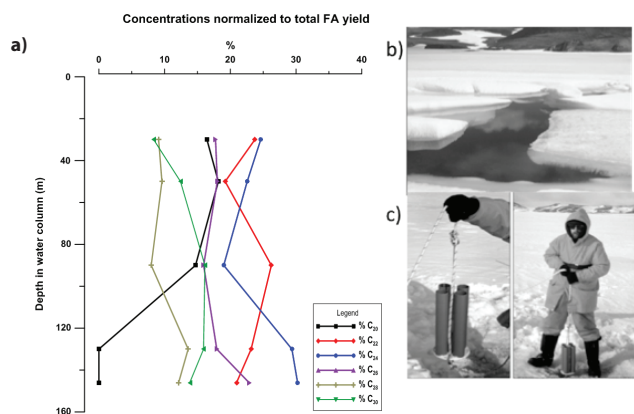 Concentrations normalized to total FA yield
a)
%
0 10 20 30 40
0
40
80
120
160
Depth in water column (m)
Legend
% C20
% C22
% C24
% C26
% C28
% C30
b)
c)